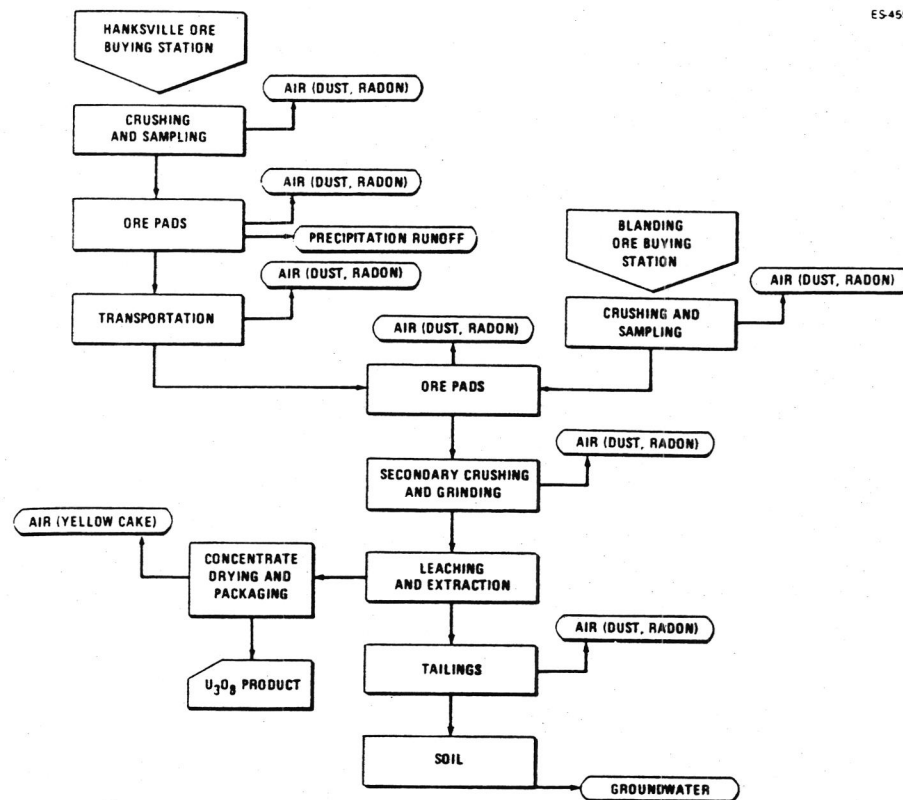 ES-45
HANKSVILLE ORE
BUYING STATION
AIR (DUST, RADON)
CRUSHING
AND SAMPLING
AIR (DUST, RADON)
ORE PADS
PRECIPITATION RUNOFF
BLANDING
ORE BUYING
STATION
AIR (DUST, RADON)
TRANSPORTATION
AIR (DUST, RADON)
CRUSHING AND
SAMPLING
AIR (DUST, RADON)
ORE PADS
AIR (DUST, RADON)
SECONDARY CRUSHING
AND GRINDING
AIR (YELLOW CAKE)
CONCENTRATE
DRYING AND
PACKAGING
LEACHING
AND EXTRACTION
AIR (DUST, RADON)
TAILINGS
U₃O₈ PRODUCT
SOIL
GROUNDWATER